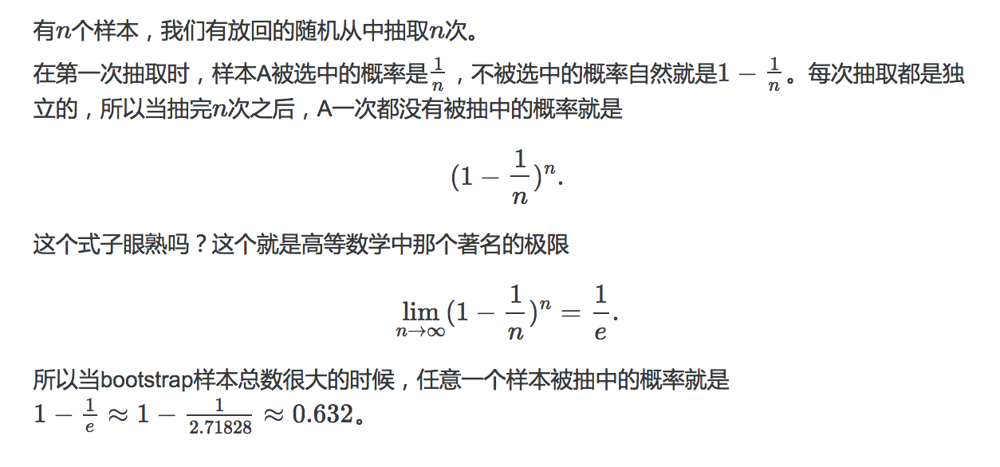 有n个样本，我们有放回的随机从中抽取n次。
在第一次抽取时，样本A被选中的概率是$\frac{1}{n}$，不被选中的概率自然就是$1-\frac{1}{n}$。每次抽取都是独
立的，所以当抽完n次之后，A一次都没有被抽中的概率就是
$(1-\frac{1}{n})^n.$
这个式子眼熟吗？这个就是高等数学中那个著名的极限
$\lim_{n\to\infty}(1-\frac{1}{n})^n=\frac{1}{e}.$
所以当bootstrap样本总数很大的时候，任意一个样本被抽中的概率就是
$1-\frac{1}{e}\approx 1-\frac{1}{2.71828}\approx 0.632$。